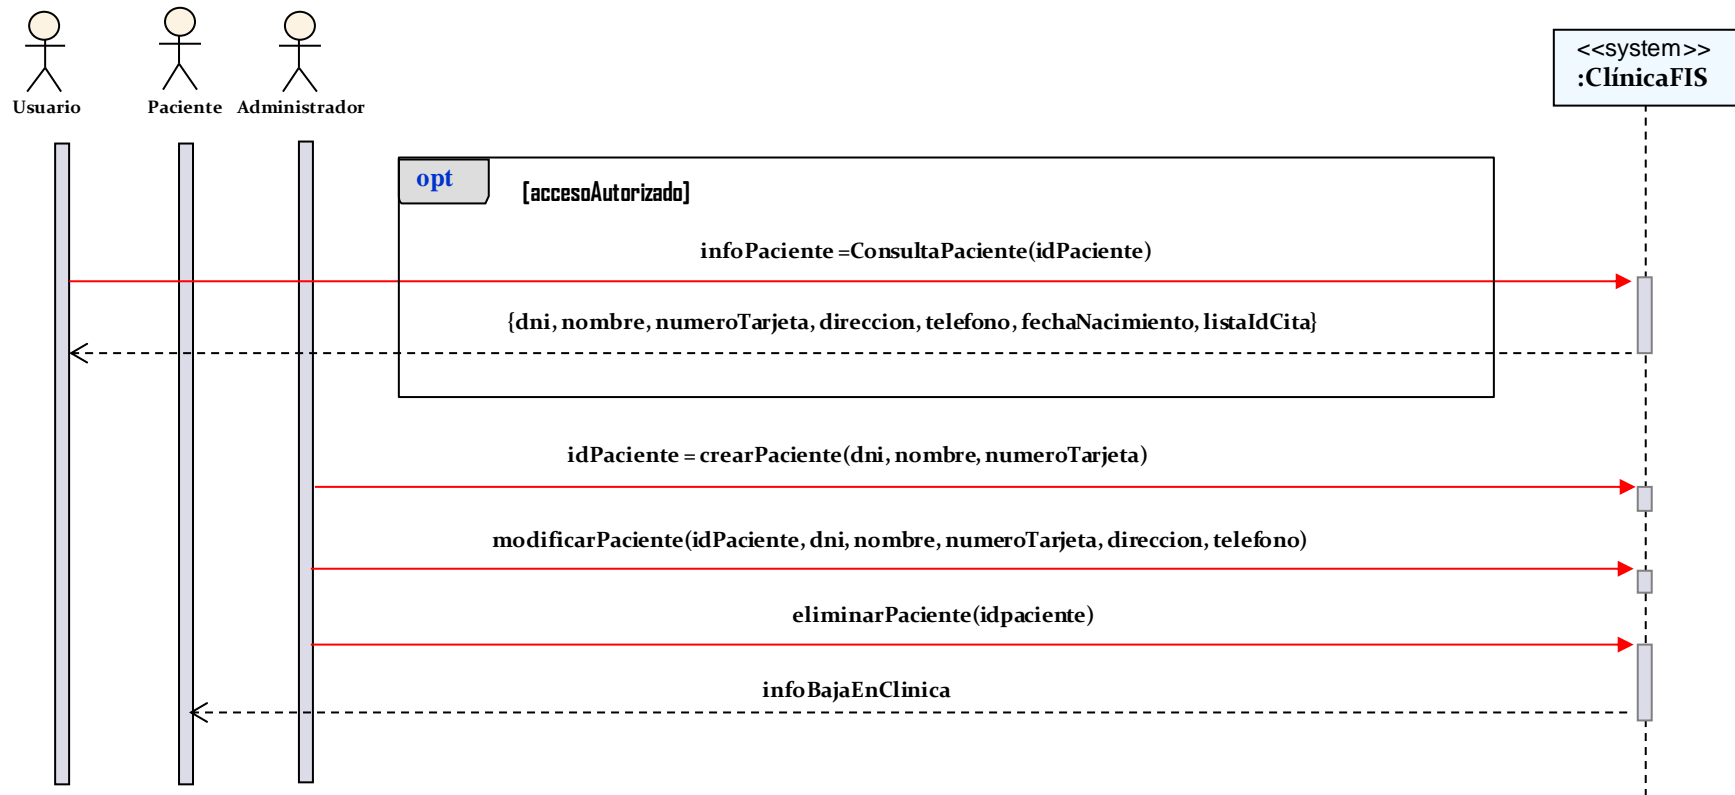 Usuario
Paciente
Administrador
<<system>>
:ClínicaFIS
opt
[accesoAutorizado]
infoPaciente =ConsultaPaciente(idPaciente)
{dni, nombre, numeroTarjeta, direccion, telefono, fechaNacimiento, listaIdCita}
idPaciente = crearPaciente(dni, nombre, numeroTarjeta)
modificarPaciente(idPaciente, dni, nombre, numeroTarjeta, direccion, telefono)
eliminarPaciente(idpaciente)
infoBajaEnClinica